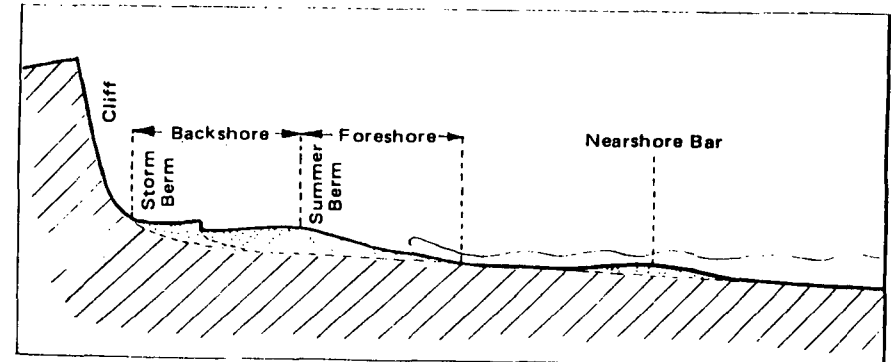 Cliff
Storm
Berm
Backshore
Summer
Berm
Foreshore
Nearshore Bar